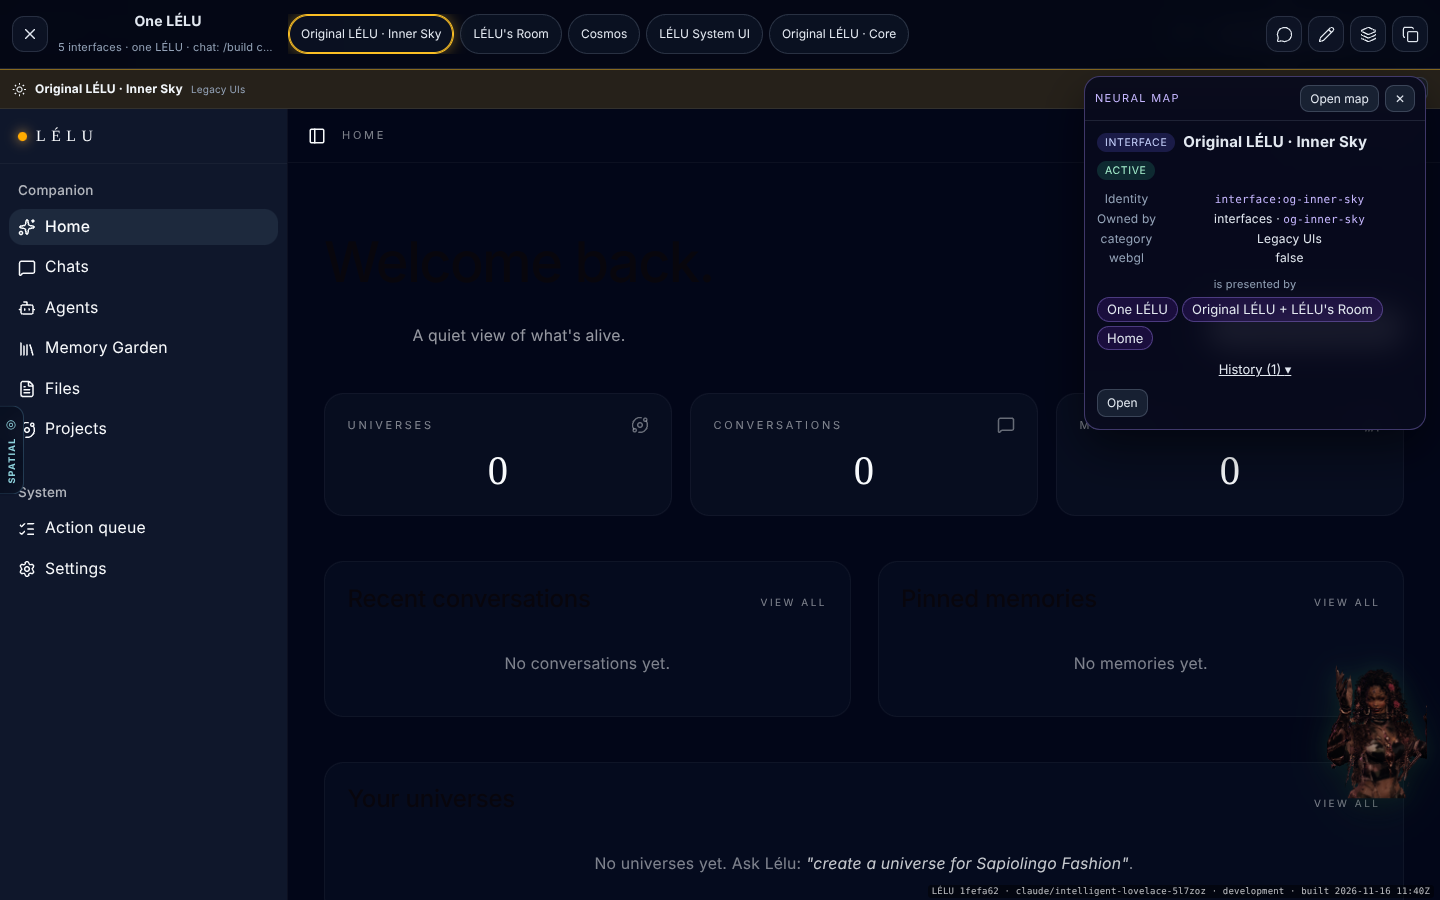 One LÉLU
5 interfaces · one LÉLU · chat: /build c...
Original LÉLU · Inner Sky
LÉLU's Room
Cosmos
LÉLU System UI
Original LÉLU · Core
Original LÉLU · Inner Sky Legacy UIs
LÉLU
HOME
Companion
Home
Chats
Agents
Memory Garden
Files
Projects
SPATIAL
System
Action queue
Settings
Welcome back.
A quiet view of what's alive.
UNIVERSES
0
CONVERSATIONS
0
M
0
Recent conversations
VIEW ALL
No conversations yet.
Pinned memories
VIEW ALL
No memories yet.
Your universes
VIEW ALL
No universes yet. Ask Lélu: "create a universe for Sapiolingo Fashion".
NEURAL MAP
Open map
INTERFACE Original LÉLU · Inner Sky
ACTIVE
Identity interface:og-inner-sky
Owned by interfaces · og-inner-sky
category Legacy UIs
webgl false
is presented by
One LÉLU
Original LÉLU + LÉLU's Room
Home
History (1) ▾
Open
LÉLU 1fefa62 · claude/intelligent-lovelace-5l7zoz · development · built 2026-11-16 11:40Z